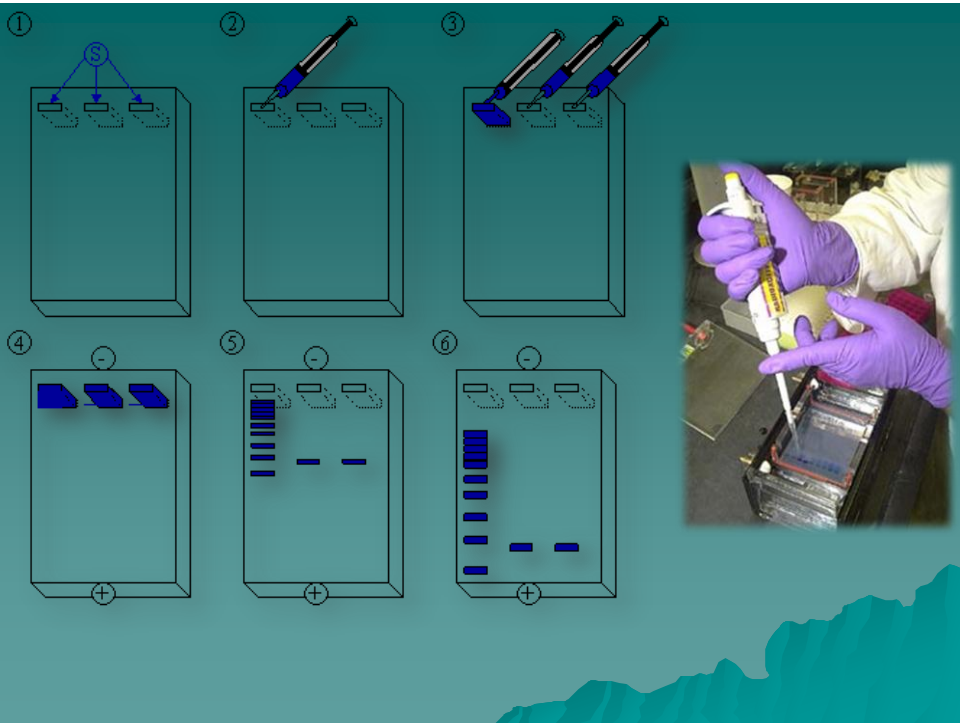 ① ② ③
S
④ ⑤ ⑥
- - -
+ + +